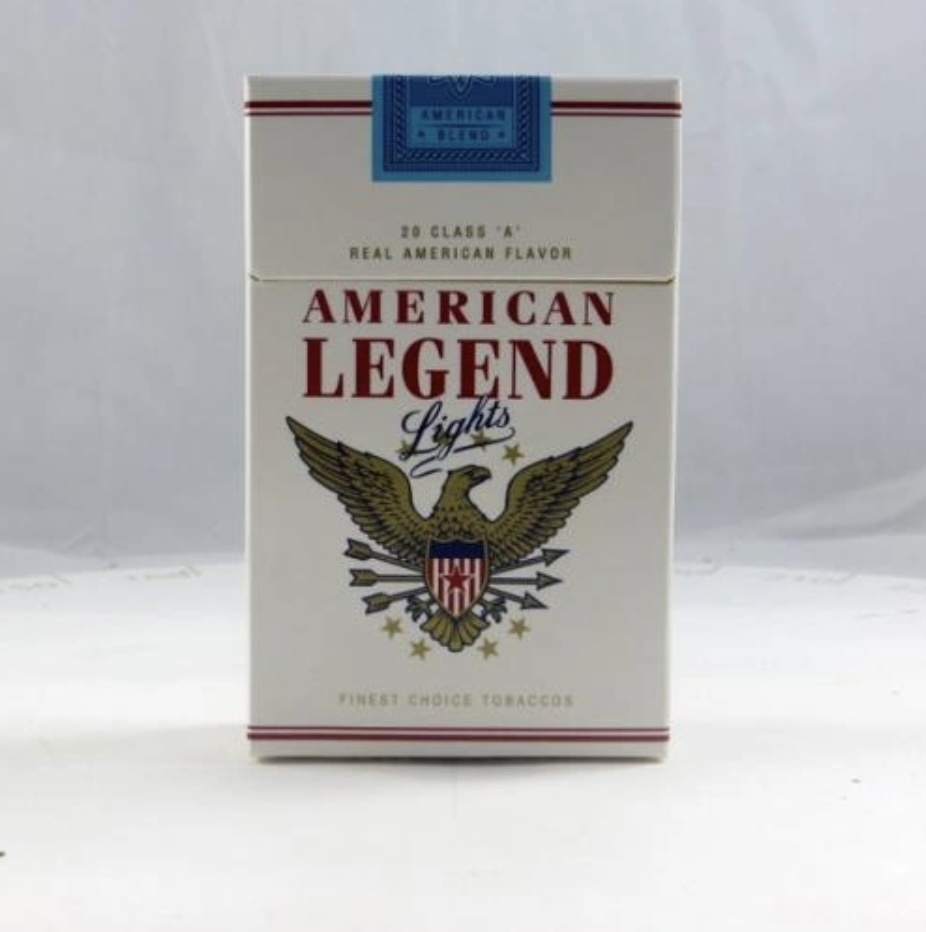 AMERICAN
BLEND
20 CLASS 'A'
REAL AMERICAN FLAVOR
AMERICAN
LEGEND
Lights
FINEST CHOICE TOBACCOS